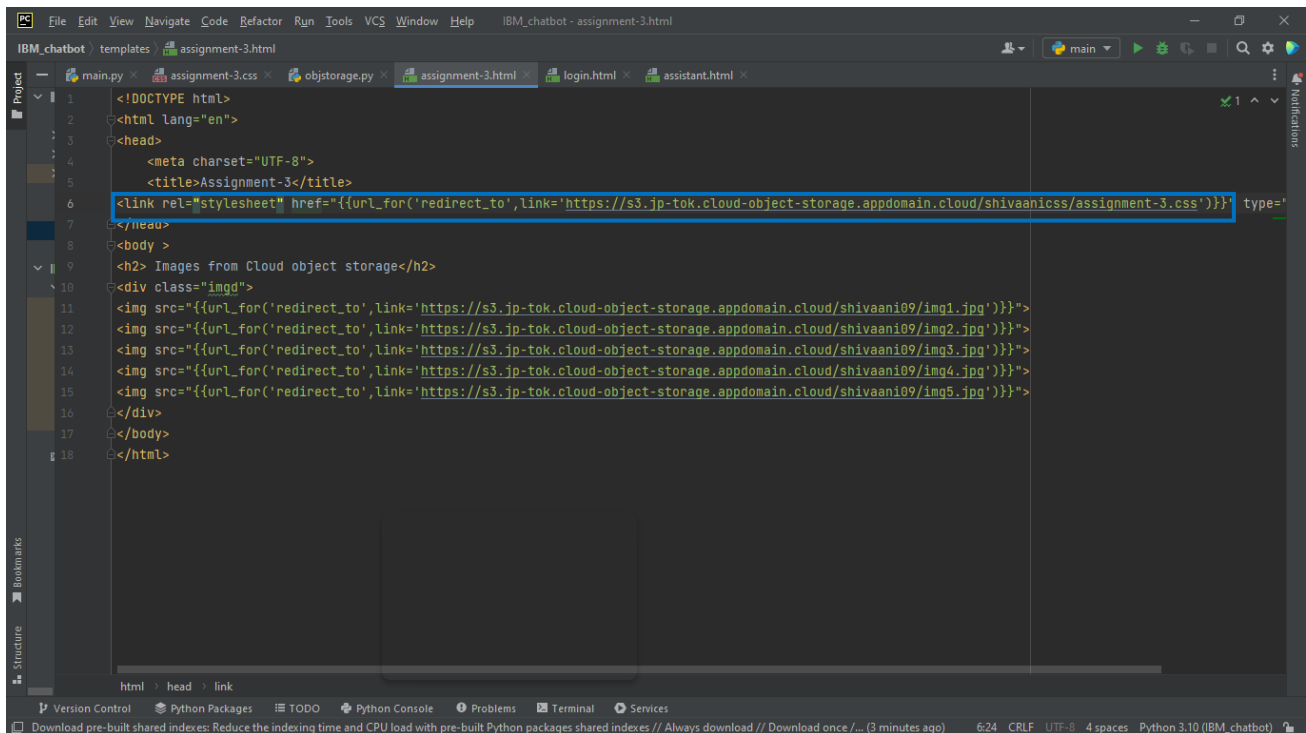 PC File Edit View Navigate Code Refactor Run Tools VCS Window Help IBM_chatbot - assignment-3.html
IBM_chatbot templates assignment-3.html main
main.py assignment-3.css objstorage.py assignment-3.html login.html assistant.html
Project
Notifications
1 <!DOCTYPE html> 1
2 <html lang="en">
3 <head>
4 <meta charset="UTF-8">
5 <title>Assignment-3</title>
6 <link rel="stylesheet" href="{{url_for('redirect_to',link='https://s3.jp-tok.cloud-object-storage.appdomain.cloud/shivaanicss/assignment-3.css')}}" type="
7 </head>
8 <body >
9 <h2> Images from Cloud object storage</h2>
10 <div class="imgd">
11 <img src="{{url_for('redirect_to',link='https://s3.jp-tok.cloud-object-storage.appdomain.cloud/shivaani09/img1.jpg')}}">
12 <img src="{{url_for('redirect_to',link='https://s3.jp-tok.cloud-object-storage.appdomain.cloud/shivaani09/img2.jpg')}}">
13 <img src="{{url_for('redirect_to',link='https://s3.jp-tok.cloud-object-storage.appdomain.cloud/shivaani09/img3.jpg')}}">
14 <img src="{{url_for('redirect_to',link='https://s3.jp-tok.cloud-object-storage.appdomain.cloud/shivaani09/img4.jpg')}}">
15 <img src="{{url_for('redirect_to',link='https://s3.jp-tok.cloud-object-storage.appdomain.cloud/shivaani09/img5.jpg')}}">
16 </div>
17 </body>
18 </html>
Bookmarks
Structure
html head link
Version Control Python Packages TODO Python Console Problems Terminal Services
Download pre-built shared indexes: Reduce the indexing time and CPU load with pre-built Python packages shared indexes // Always download // Download once /... (3 minutes ago) 6:24 CRLF UTF-8 4 spaces Python 3.10 (IBM_chatbot)